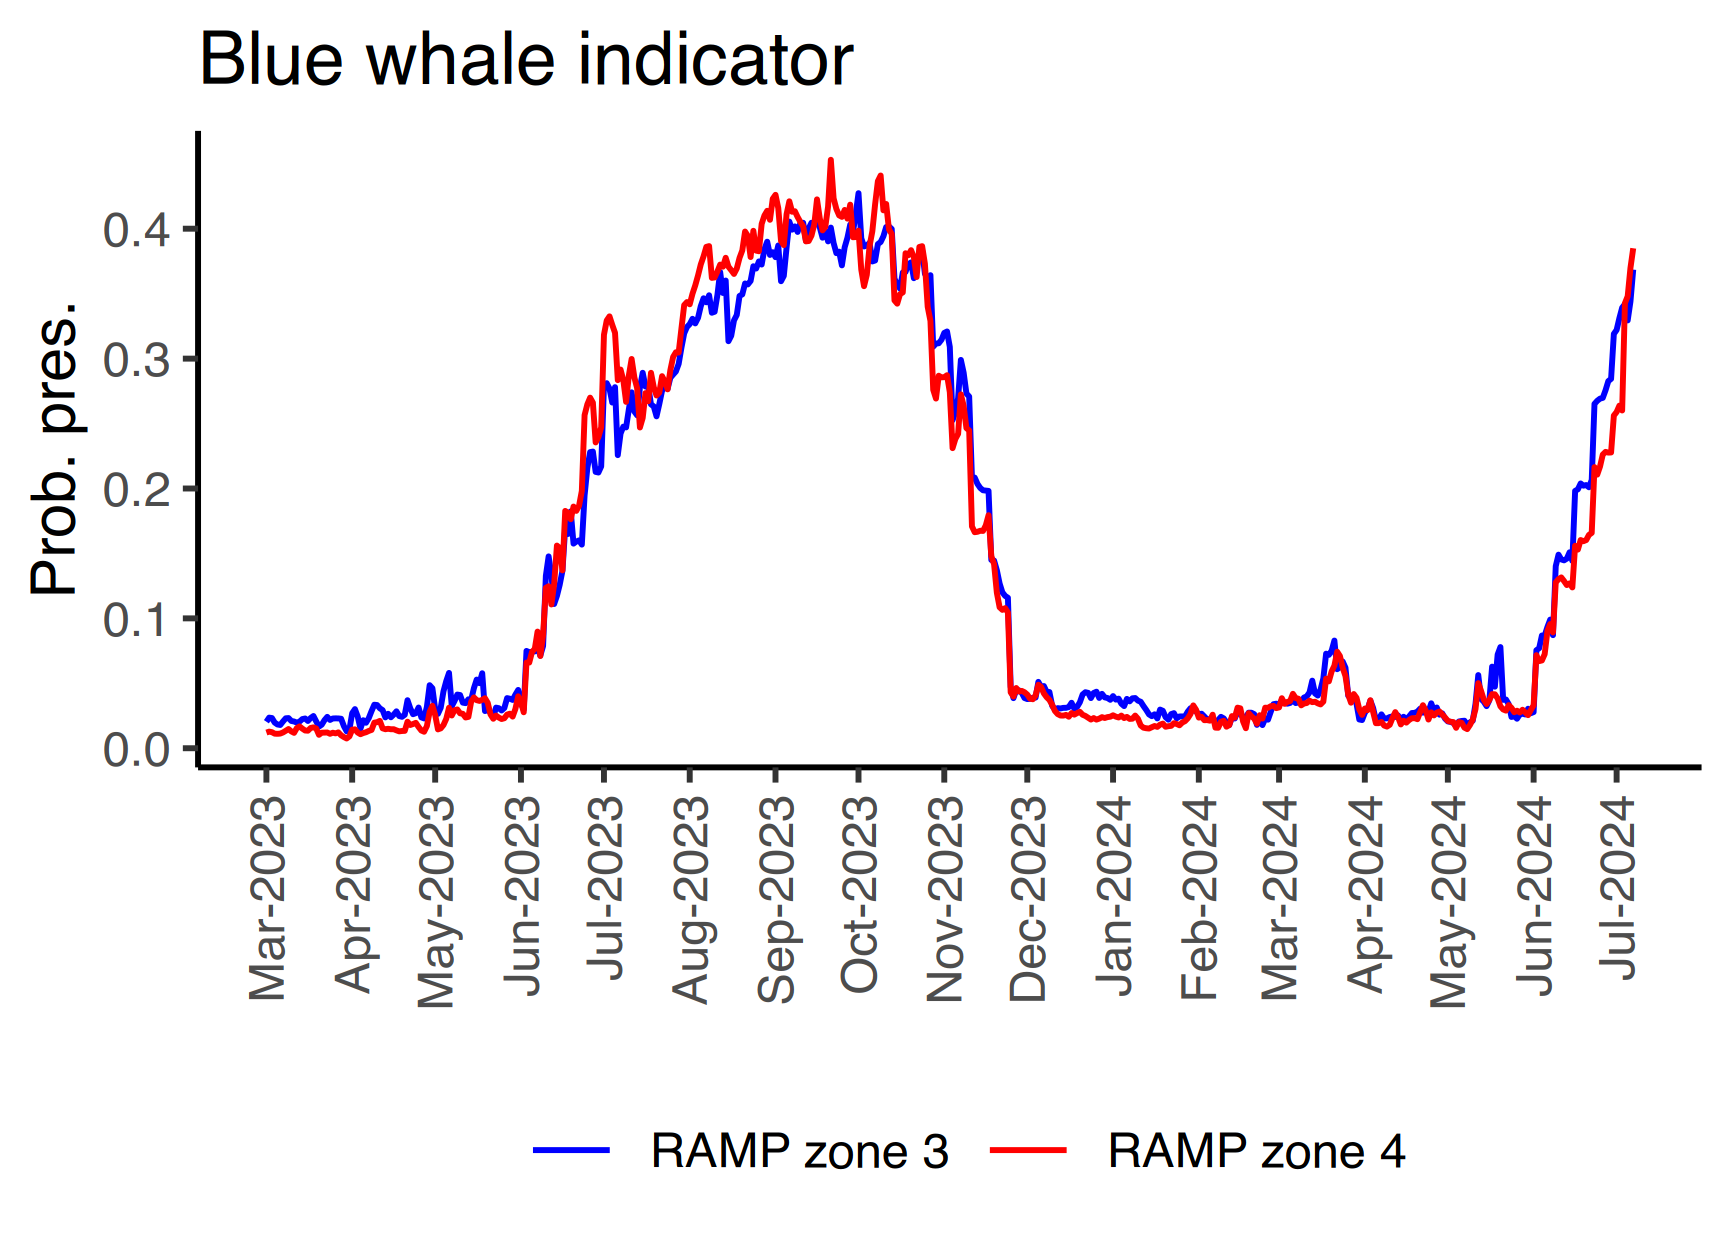 Blue whale indicator
Prob. pres.
0.4
0.3
0.2
0.1
0.0
Mar-2023
Apr-2023
May-2023
Jun-2023
Jul-2023
Aug-2023
Sep-2023
Oct-2023
Nov-2023
Dec-2023
Jan-2024
Feb-2024
Mar-2024
Apr-2024
May-2024
Jun-2024
Jul-2024
RAMP zone 3
RAMP zone 4